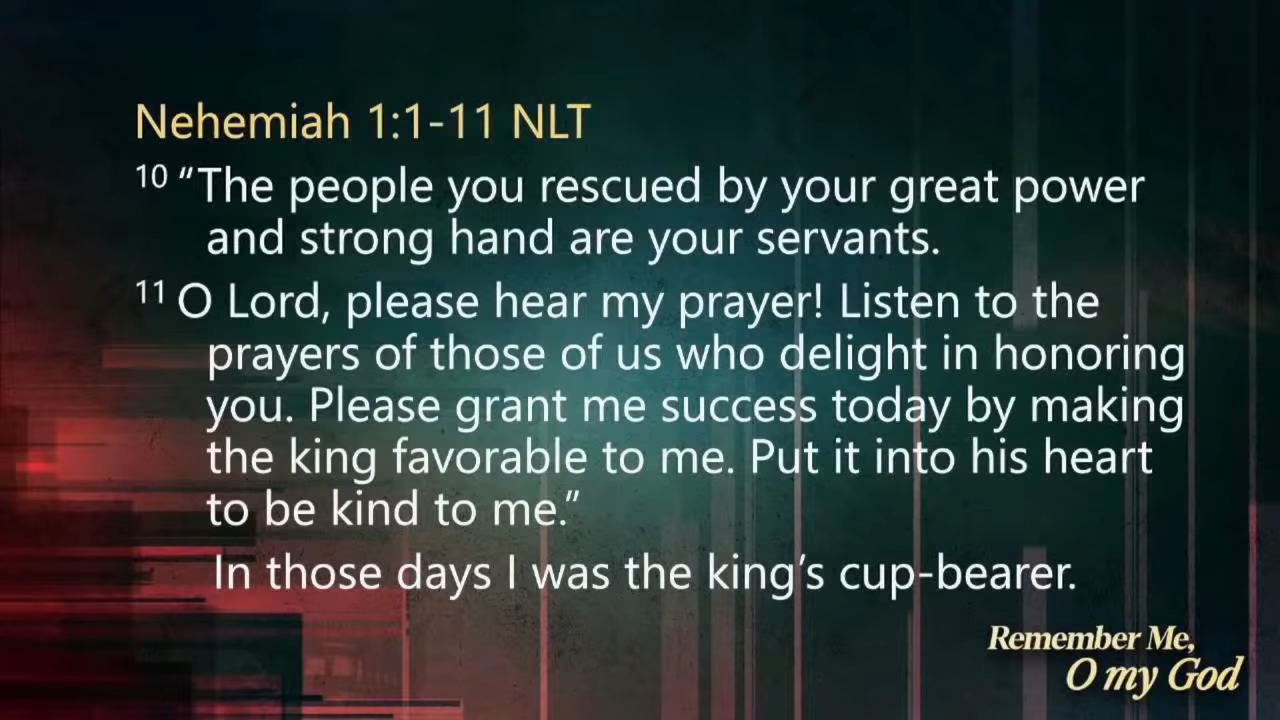 Nehemiah 1:1-11 NLT
10 “The people you rescued by your great power
and strong hand are your servants.
11 O Lord, please hear my prayer! Listen to the
prayers of those of us who delight in honoring
you. Please grant me success today by making
the king favorable to me. Put it into his heart
to be kind to me.”
In those days I was the king’s cup-bearer.
Remember Me,
O my God